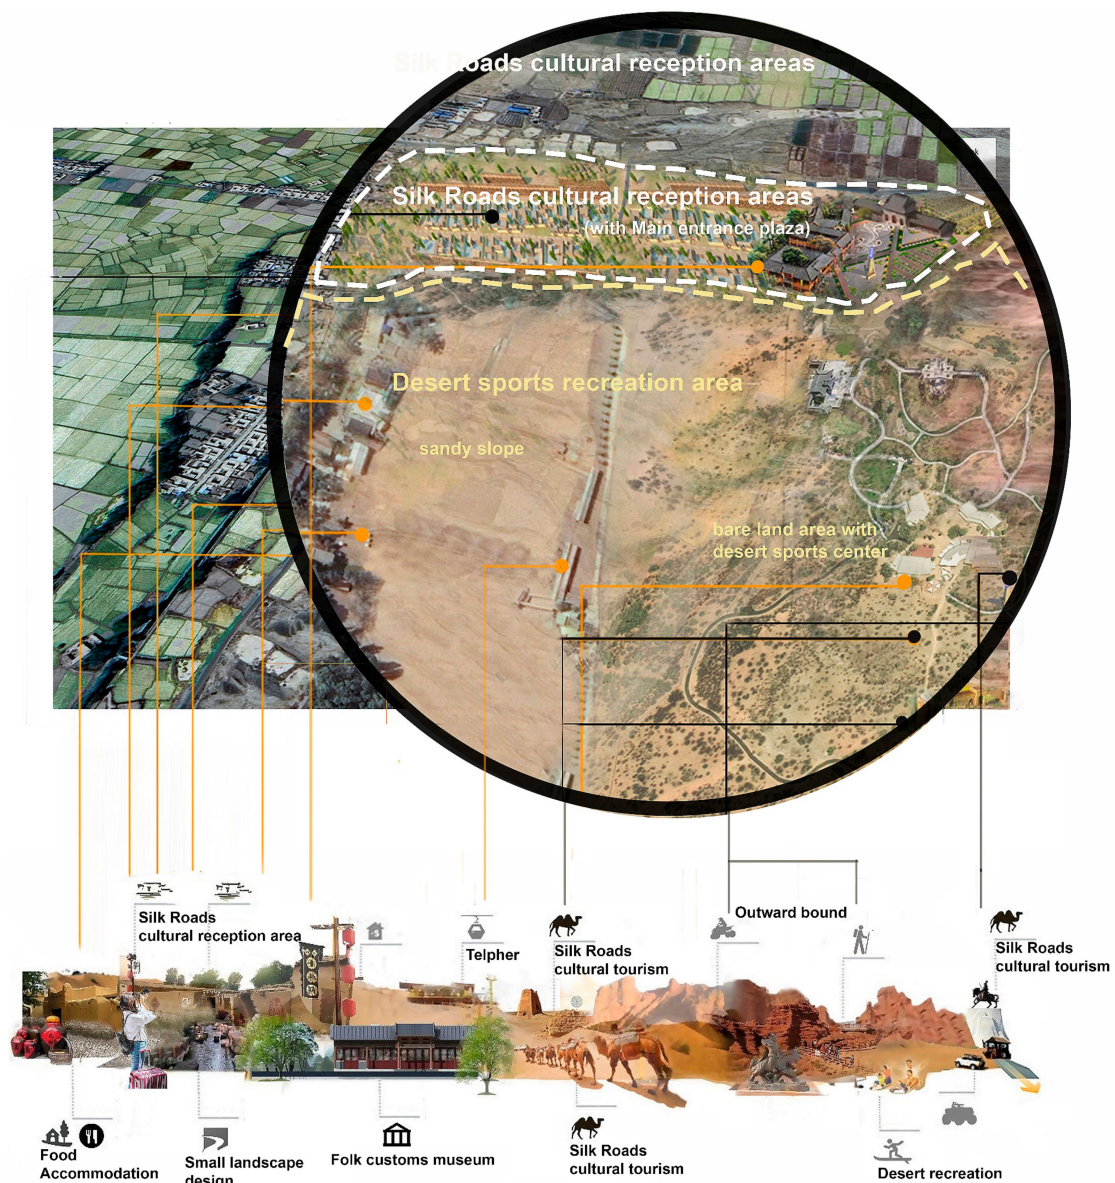 Silk Roads cultural reception areas
Silk Roads cultural reception areas
(with Main entrance plaza)
Desert sports recreation area
sandy slope
bare land area with
desert sports center
Silk Roads
cultural reception area
Telpher
Silk Roads
cultural tourism
Outward bound
Silk Roads
cultural tourism
Food
Accommodation
Small landscape
design
Folk customs museum
Silk Roads
cultural tourism
Desert recreation